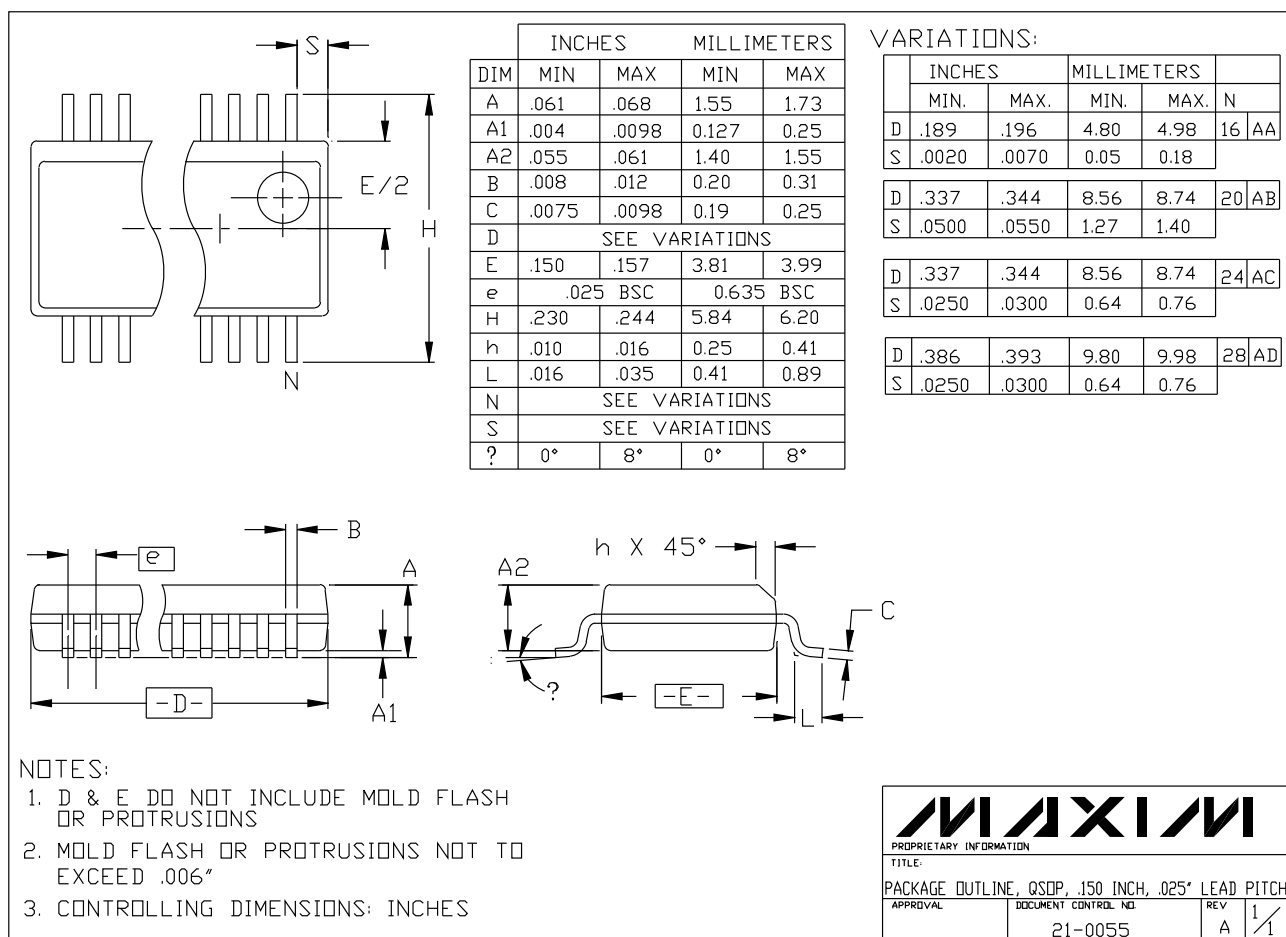 S
E/2
H
N
INCHES MILLIMETERS
DIM MIN MAX MIN MAX
A .061 .068 1.55 1.73
A1 .004 .0098 0.127 0.25
A2 .055 .061 1.40 1.55
B .008 .012 0.20 0.31
C .0075 .0098 0.19 0.25
D SEE VARIATIONS
E .150 .157 3.81 3.99
e .025 BSC 0.635 BSC
H .230 .244 5.84 6.20
h .010 .016 0.25 0.41
L .016 .035 0.41 0.89
N SEE VARIATIONS
S SEE VARIATIONS
? 0° 8° 0° 8°
VARIATIONS:
INCHES MILLIMETERS
MIN. MAX. MIN. MAX. N
D .189 .196 4.80 4.98 16 AA
S .0020 .0070 0.05 0.18
D .337 .344 8.56 8.74 20 AB
S .0500 .0550 1.27 1.40
D .337 .344 8.56 8.74 24 AC
S .0250 .0300 0.64 0.76
D .386 .393 9.80 9.98 28 AD
S .0250 .0300 0.64 0.76
e
B
A
-D-
A1
h X 45°
A2
C
?
-E-
L
NOTES:
1. D & E DO NOT INCLUDE MOLD FLASH
OR PROTRUSIONS
2. MOLD FLASH OR PROTRUSIONS NOT TO
EXCEED .006"
3. CONTROLLING DIMENSIONS: INCHES
MAXIM
PROPRIETARY INFORMATION
TITLE:
PACKAGE OUTLINE, QSOP, .150 INCH, .025" LEAD PITCH
APPROVAL DOCUMENT CONTROL NO. REV 1/1
21-0055 A